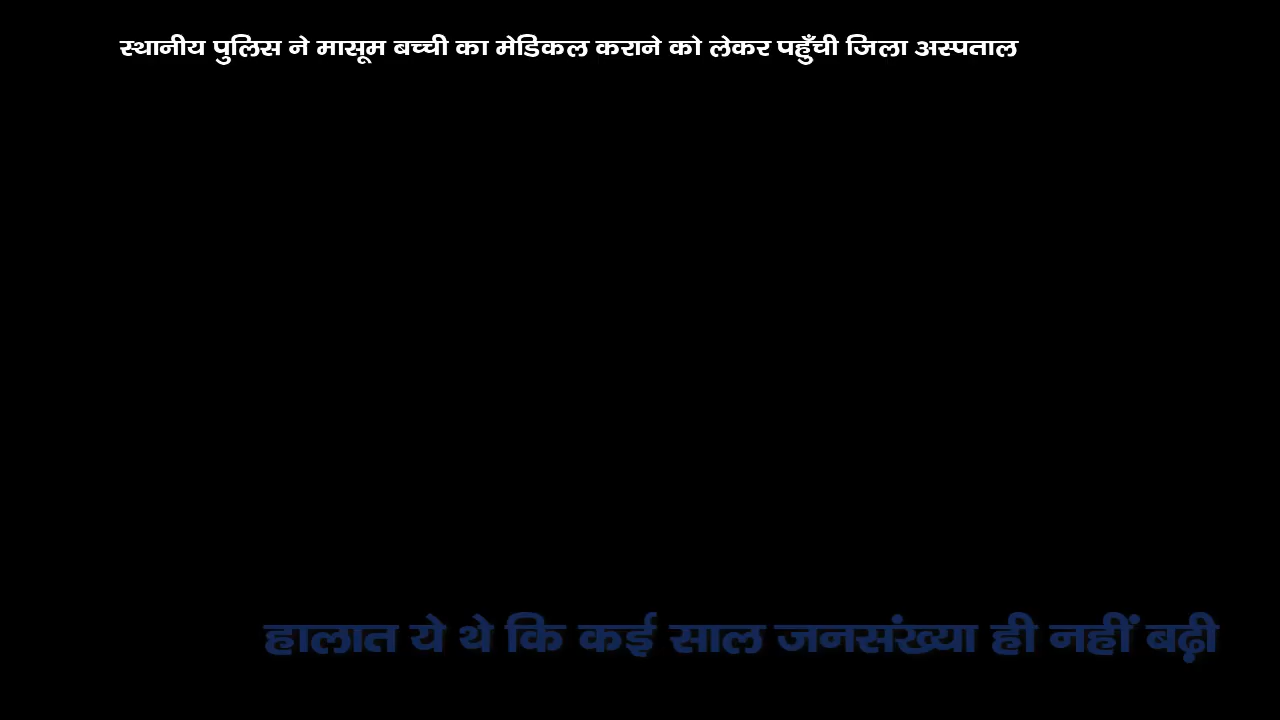 स्थानीय पुलिस ने मासूम बच्ची का मेडिकल कराने को लेकर पहुँची जिला अस्पताल
हालात ये थे कि कई साल जनसंख्या ही नहीं बढ़ी